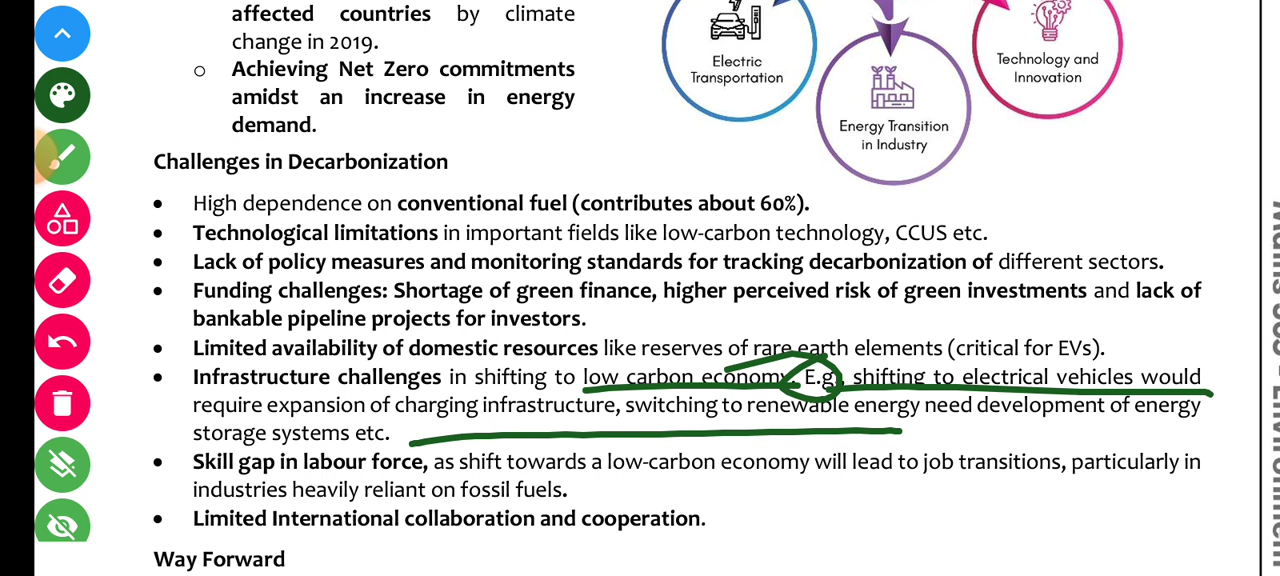 affected countries by climate
change in 2019.
o Achieving Net Zero commitments
amidst an increase in energy
demand.
Electric
Transportation
Energy Transition
in Industry
Technology and
Innovation
Challenges in Decarbonization
• High dependence on conventional fuel (contributes about 60%).
• Technological limitations in important fields like low-carbon technology, CCUS etc.
• Lack of policy measures and monitoring standards for tracking decarbonization of different sectors.
• Funding challenges: Shortage of green finance, higher perceived risk of green investments and lack of
bankable pipeline projects for investors.
• Limited availability of domestic resources like reserves of rare earth elements (critical for EVs).
• Infrastructure challenges in shifting to low carbon economy. E.g., shifting to electrical vehicles would
require expansion of charging infrastructure, switching to renewable energy need development of energy
storage systems etc.
• Skill gap in labour force, as shift towards a low-carbon economy will lead to job transitions, particularly in
industries heavily reliant on fossil fuels.
• Limited International collaboration and cooperation.
Way Forward